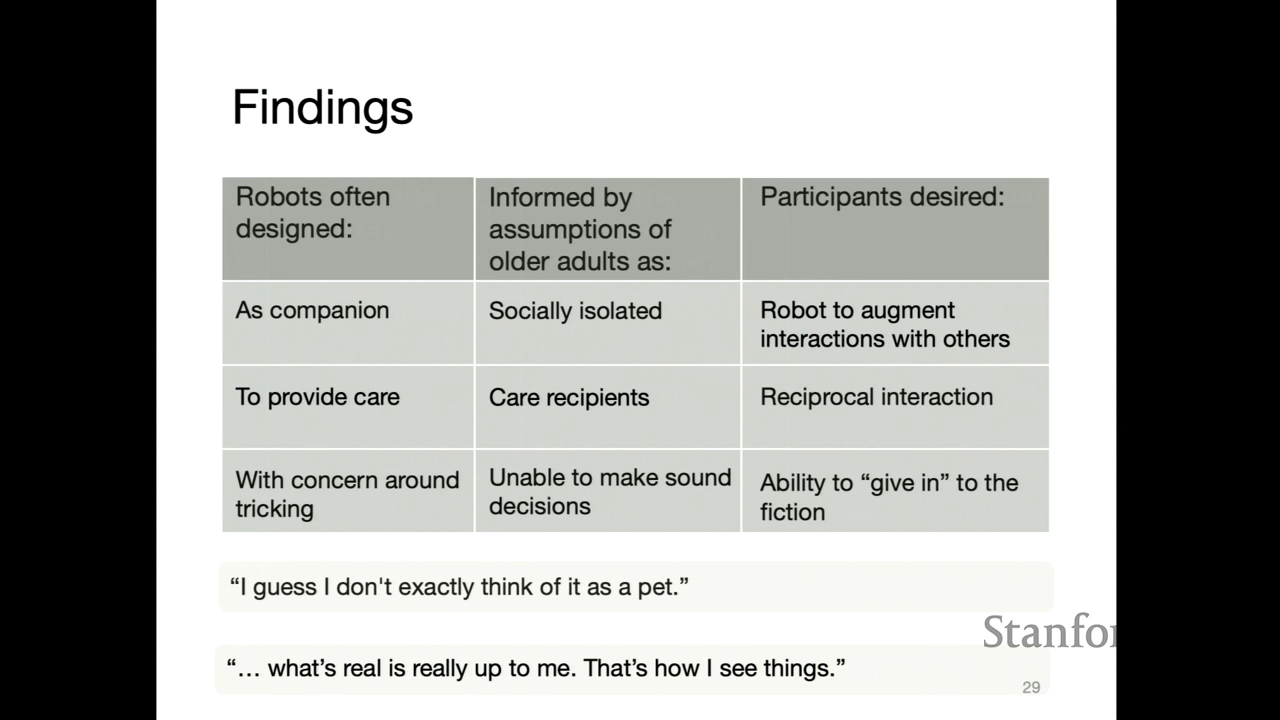 Findings
Robots often
designed:
Informed by
assumptions of
older adults as:
Participants desired:
As companion
Socially isolated
Robot to augment
interactions with others
To provide care
Care recipients
Reciprocal interaction
With concern around
tricking
Unable to make sound
decisions
Ability to “give in” to the
fiction
“I guess I don't exactly think of it as a pet.”
Stanfor
“… what’s real is really up to me. That’s how I see things.”
29